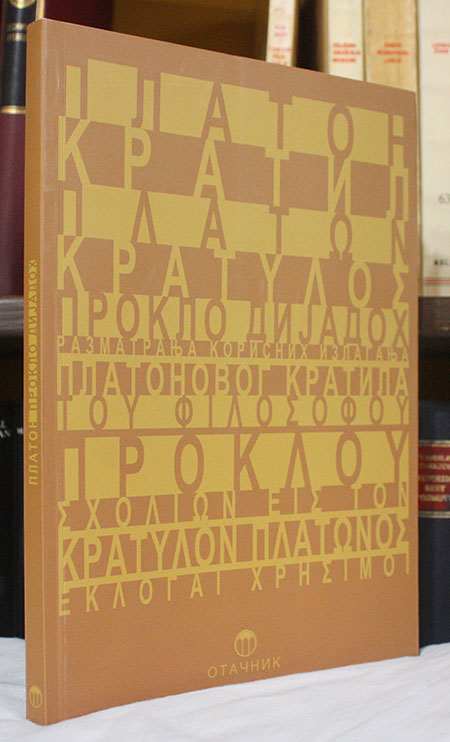 ПЛАТОН
КРАТИЛ
ΠΛΑΤΩΝ
ΚΡΑΤΥΛΟΣ
ПРОКЛО ДИЈАДОХ
РАЗМАТРАЊА КОРИСНИХ ИЗЛАГАЊА
ПЛАТОНОВОГ КРАТИЛА
ΤΟΥ ΦΙΛΟΣΟΦΟΥ
ΠΡΟΚΛΟΥ
ΣΧΟΛΙΩΝ ΕΙΣ ΤΟΝ
ΚΡΑΤΥΛΟΝ ΠΛΑΤΩΝΟΣ
ΕΚΛΟΓΑΙ ΧΡΗΣΙΜΟΙ
ОТАЧНИК
ПЛАТОН ПРОКЛО ДИЈАДОХ